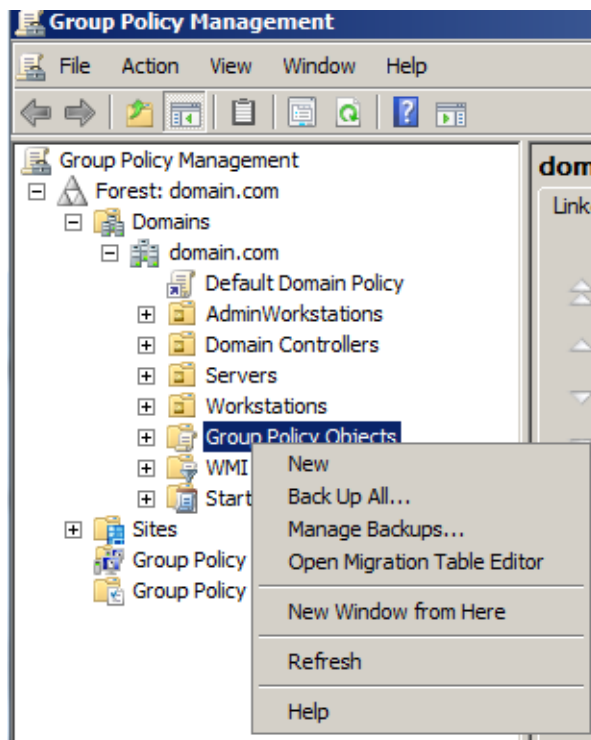 Group Policy Management
File Action View Window Help
Group Policy Management
Forest: domain.com
Domains
domain.com
Default Domain Policy
AdminWorkstations
Domain Controllers
Servers
Workstations
Group Policy Objects
WMI
Start
Sites
Group Policy
Group Policy
New
Back Up All...
Manage Backups...
Open Migration Table Editor
New Window from Here
Refresh
Help
dom
Link